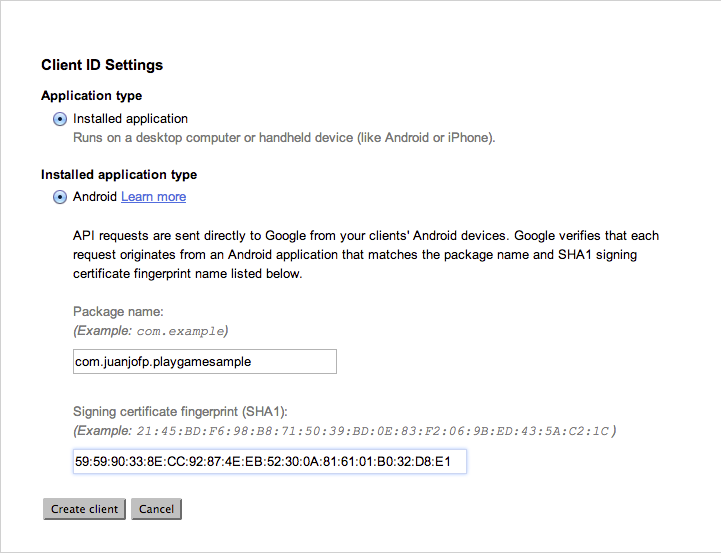 Client ID Settings
Application type
Installed application
Runs on a desktop computer or handheld device (like Android or iPhone).
Installed application type
Android Learn more
API requests are sent directly to Google from your clients' Android devices. Google verifies that each
request originates from an Android application that matches the package name and SHA1 signing
certificate fingerprint name listed below.
Package name:
(Example: com.example)
com.juanjofp.playgamesample
Signing certificate fingerprint (SHA1):
(Example: 21:45:BD:F6:98:B8:71:50:39:BD:0E:83:F2:06:9B:ED:43:5A:C2:1C )
59:59:90:33:8E:CC:92:87:4E:EB:52:30:0A:81:61:01:B0:32:D8:E1
Create client Cancel